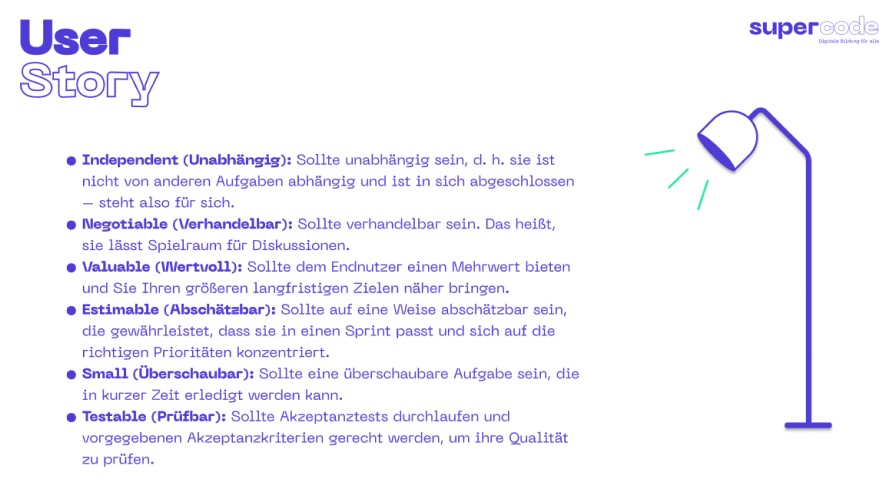 User
Story
supercode
Digitale Bildung für alle
● Independent (Unabhängig): Sollte unabhängig sein, d. h. sie ist
nicht von anderen Aufgaben abhängig und ist in sich abgeschlossen
– steht also für sich.
● Negotiable (Verhandelbar): Sollte verhandelbar sein. Das heißt,
sie lässt Spielraum für Diskussionen.
● Valuable (Wertvoll): Sollte dem Endnutzer einen Mehrwert bieten
und Sie Ihren größeren langfristigen Zielen näher bringen.
● Estimable (Abschätzbar): Sollte auf eine Weise abschätzbar sein,
die gewährleistet, dass sie in einen Sprint passt und sich auf die
richtigen Prioritäten konzentriert.
● Small (Überschaubar): Sollte eine überschaubare Aufgabe sein, die
in kurzer Zeit erledigt werden kann.
● Testable (Prüfbar): Sollte Akzeptanztests durchlaufen und
vorgegebenen Akzeptanzkriterien gerecht werden, um ihre Qualität
zu prüfen.